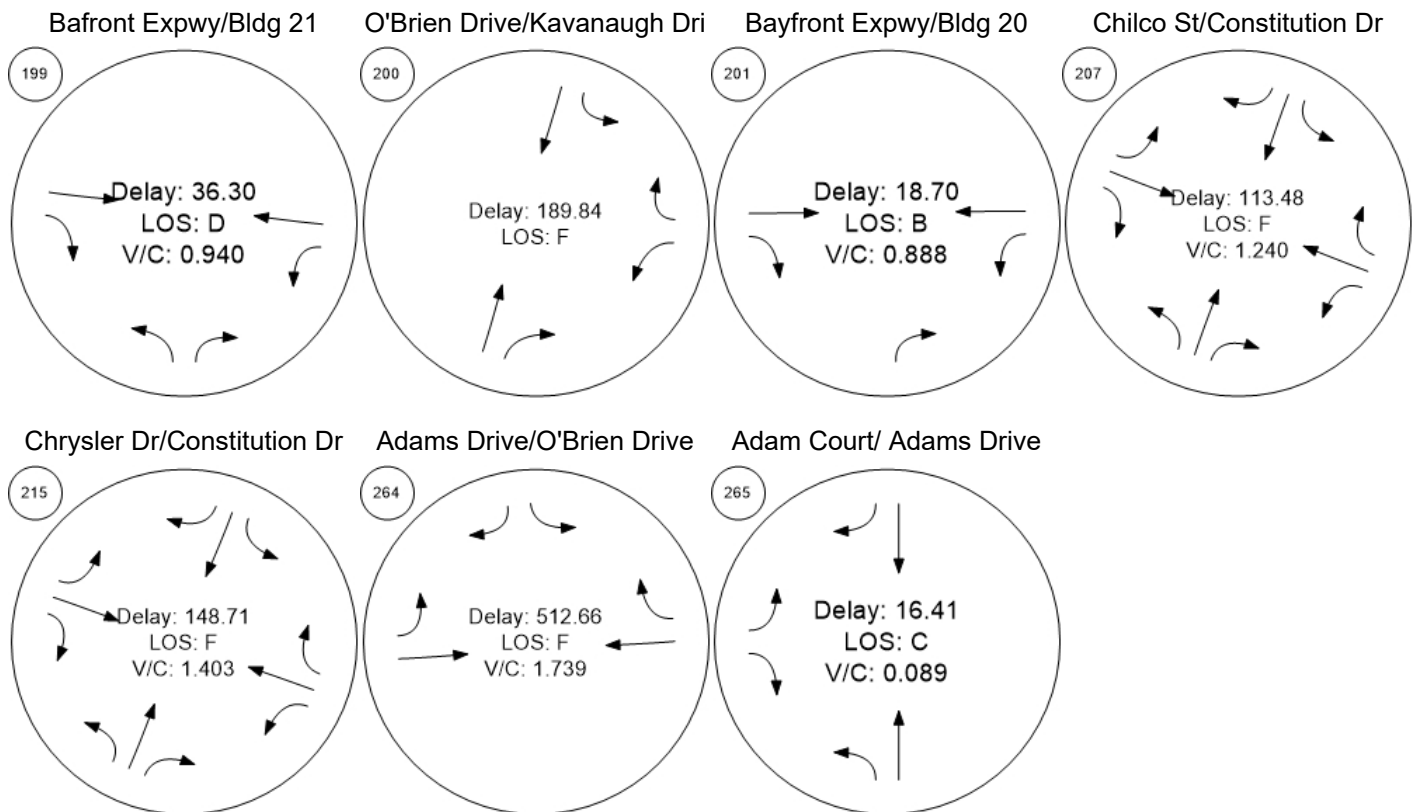 Bafront Expwy/Bldg 21
O'Brien Drive/Kavanaugh Dri
Bayfront Expwy/Bldg 20
Chilco St/Constitution Dr
199
200
201
207
Delay: 36.30
LOS: D
V/C: 0.940
Delay: 189.84
LOS: F
Delay: 18.70
LOS: B
V/C: 0.888
Delay: 113.48
LOS: F
V/C: 1.240
Chrysler Dr/Constitution Dr
Adams Drive/O'Brien Drive
Adam Court/ Adams Drive
215
264
265
Delay: 148.71
LOS: F
V/C: 1.403
Delay: 512.66
LOS: F
V/C: 1.739
Delay: 16.41
LOS: C
V/C: 0.089